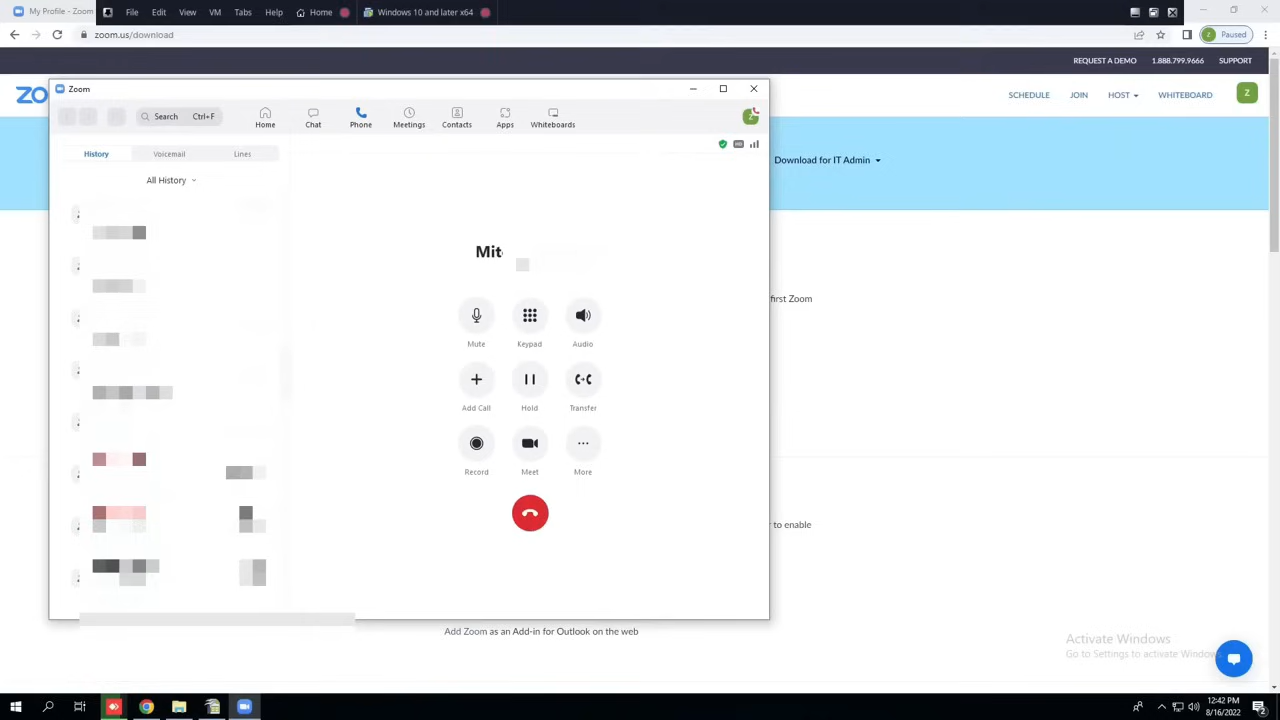 My Profile - Zoom
File Edit View VM Tabs Help Home Windows 10 and later x64
zoom.us/download
Z Paused
REQUEST A DEMO 1.888.799.9666 SUPPORT
ZO
SCHEDULE JOIN HOST WHITEBOARD Z
Zoom
Search Ctrl+F
Home Chat Phone Meetings Contacts Apps Whiteboards
HD
History Voicemail Lines
Download for IT Admin
All History
first Zoom
Mute Keypad Audio
Add Call Hold Transfer
Record Meet More
r to enable
Add Zoom as an Add-in for Outlook on the web
Activate Windows
Go to Settings to activate Windows
12:42 PM
8/16/2022
2